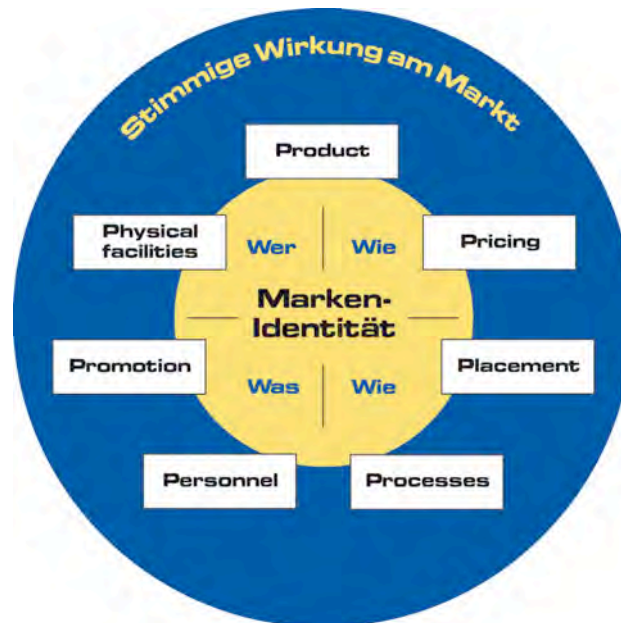 Stimmige Wirkung am Markt
Product
Physical
facilities
Wer
Wie
Pricing
Marken-
Identität
Promotion
Was
Wie
Placement
Personnel
Processes